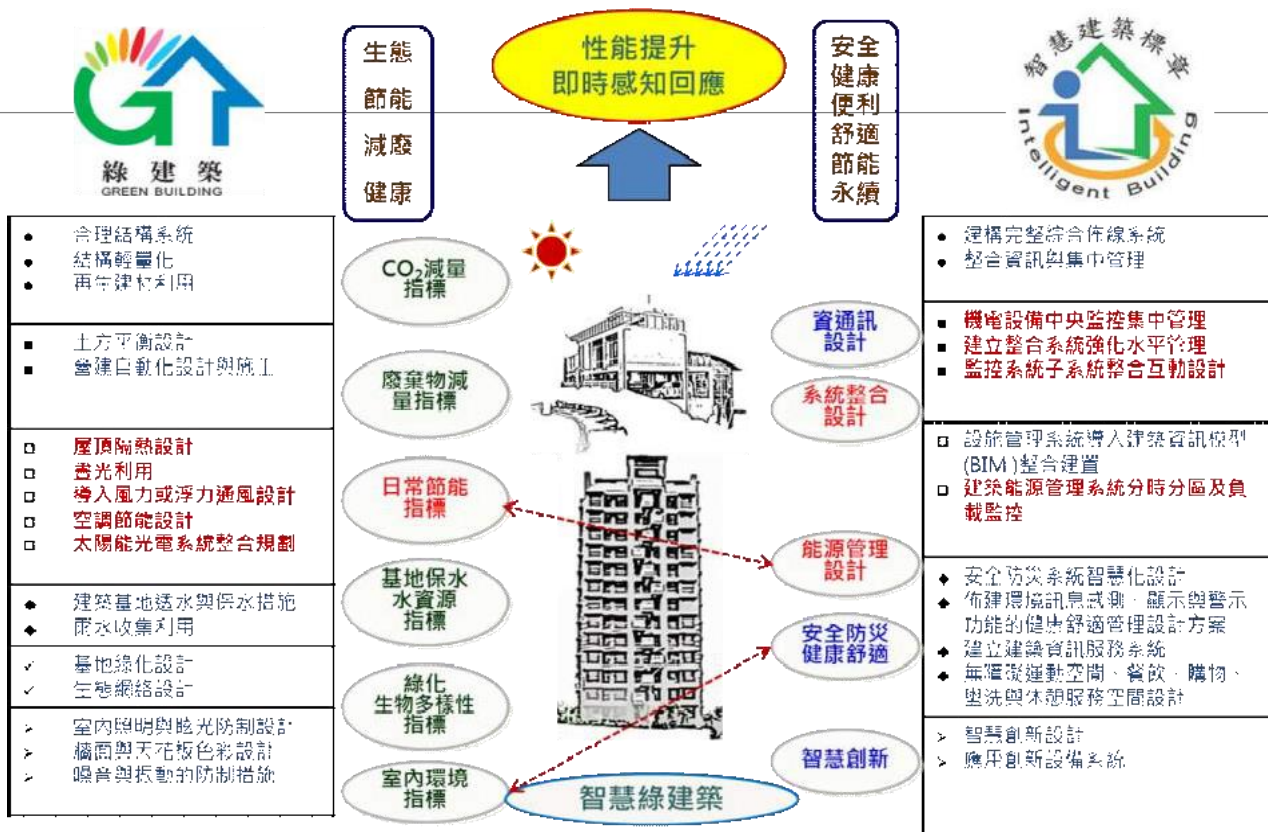 綠建築
GREEN BUILDING
生態
節能
減廢
健康
性能提升
即時感知回應
安全
健康
便利
舒適
節能
永續
智慧建築標章
Intelligent Building
● 合理結構系統
● 結構輕量化
● 再生建材利用
■ 土方平衡設計
■ 營建自動化設計與施工
□ 屋頂隔熱設計
□ 晝光利用
□ 導入風力或浮力通風設計
□ 空調節能設計
□ 太陽能光電系統整合規劃
◆ 建築基地透水與保水措施
◆ 雨水收集利用
✓ 基地綠化設計
✓ 生態網絡設計
➢ 室內照明與眩光防制設計
➢ 牆面與天花板色彩設計
➢ 噪音與振動的防制措施
CO₂減量
指標
廢棄物減
量指標
日常節能
指標
基地保水
水資源
指標
綠化
生物多樣性
指標
室內環境
指標
智慧綠建築
資通訊
設計
系統整合
設計
能源管理
設計
安全防災
健康舒適
智慧創新
● 建構完整綜合佈線系統
● 整合資訊與集中管理
■ 機電設備中央監控集中管理
■ 建立整合系統強化水平管理
■ 監控系統子系統整合互動設計
□ 設施管理系統導入建築資訊模型
(BIM )整合建置
□ 建築能源管理系統分時分區及負
載監控
◆ 安全防災系統智慧化設計
◆ 佈建環境訊息感測、顯示與警示
功能的健康舒適管理設計方案
◆ 建立建築資訊服務系統
◆ 無障礙運動空間、餐飲、購物、
盥洗與休憩服務空間設計
➢ 智慧創新設計
➢ 應用創新設備系統